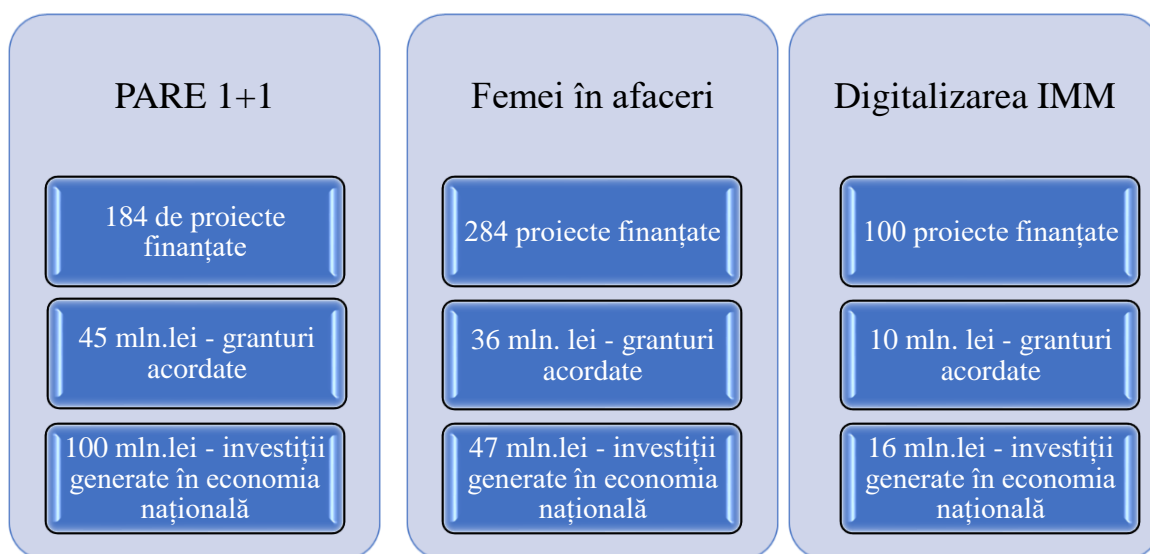 PARE 1+1
184 de proiecte
finanțate
45 mln.lei - granturi
acordate
100 mln.lei - investiții
generate în economia
națională
Femei în afaceri
284 proiecte finanțate
36 mln. lei - granturi
acordate
47 mln.lei - investiții
generate în economia
națională
Digitalizarea IMM
100 proiecte finanțate
10 mln. lei - granturi
acordate
16 mln.lei - investiții
generate în economia
națională